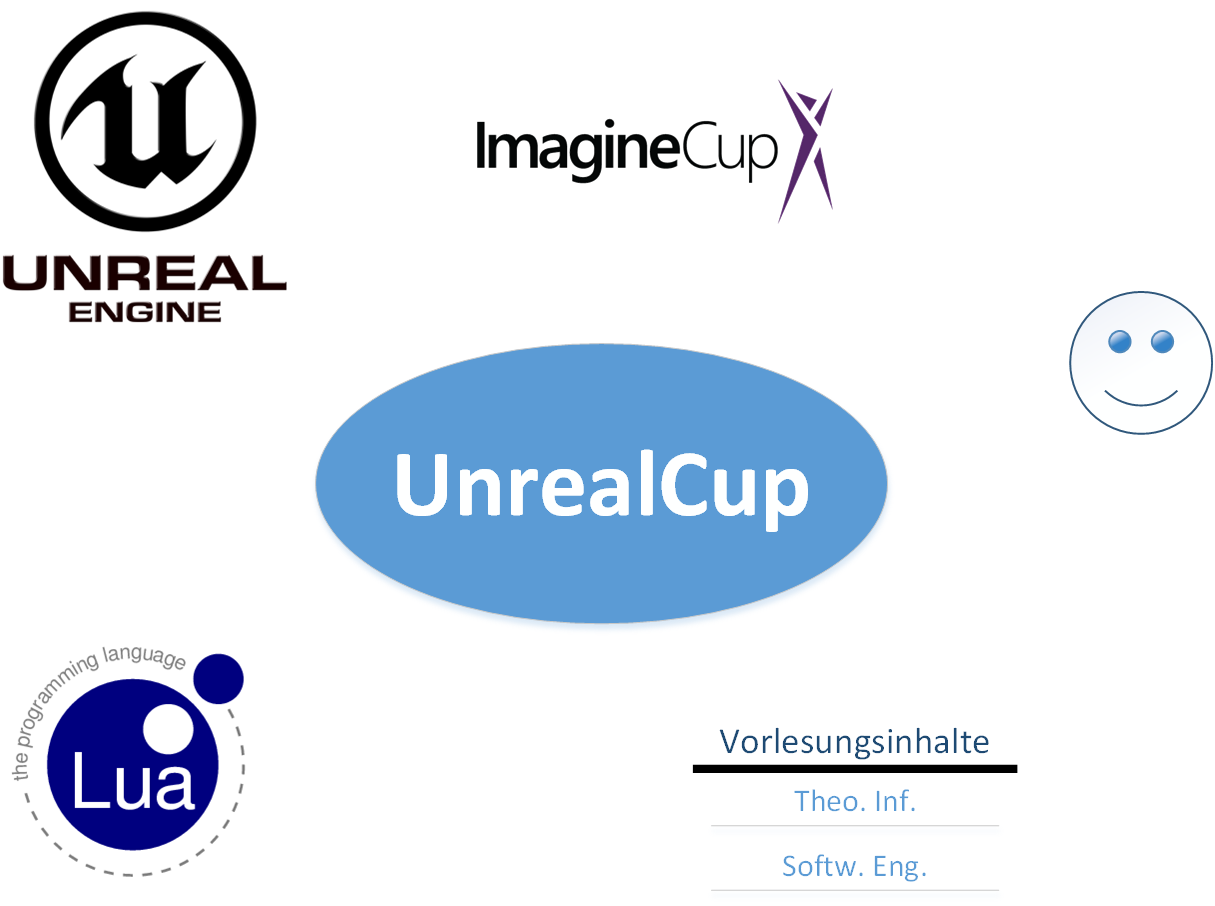 UNREAL
ENGINE
ImagineCup
UnrealCup
the programming language
Lua
Vorlesungsinhalte
Theo. Inf.
Softw. Eng.